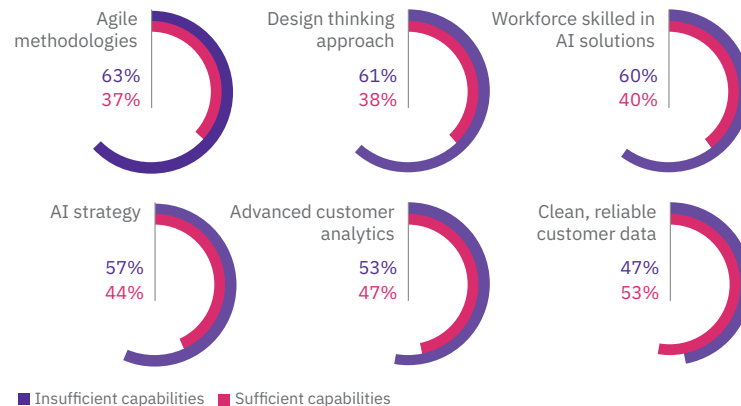 Agile
methodologies
63%
37%
Design thinking
approach
61%
38%
Workforce skilled in
AI solutions
60%
40%
AI strategy
57%
44%
Advanced customer
analytics
53%
47%
Clean, reliable
customer data
47%
53%
Insufficient capabilities
Sufficient capabilities